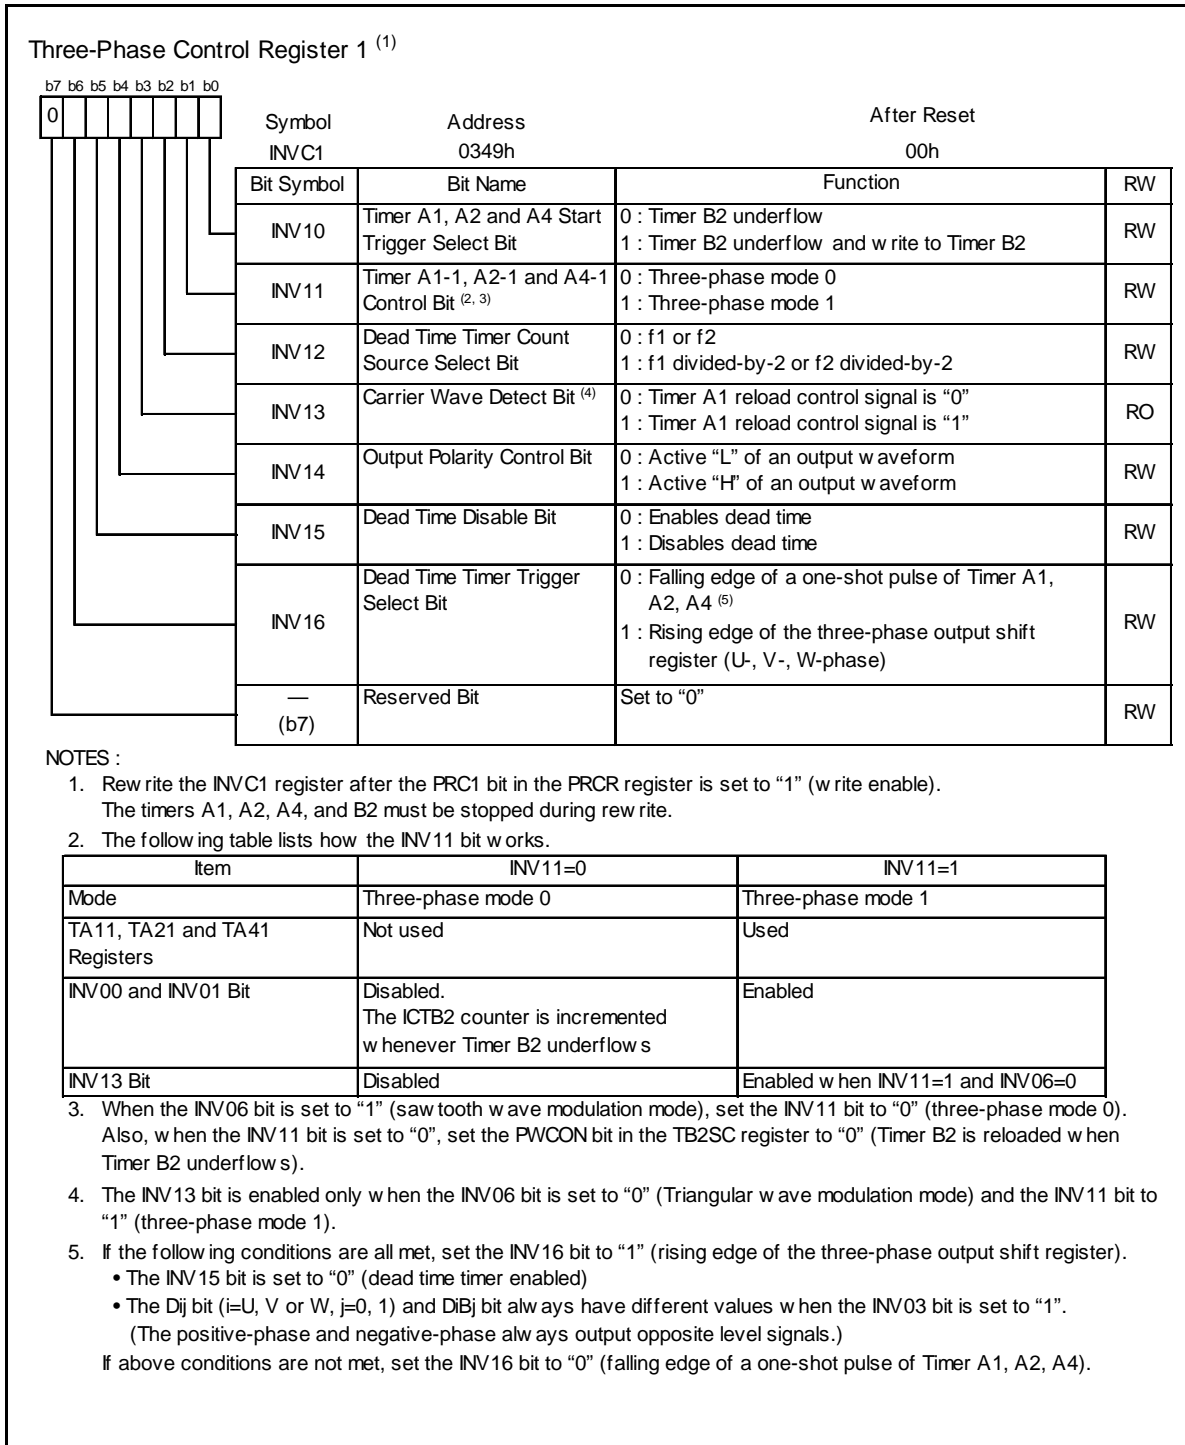 Three-Phase Control Register 1 (1)
b7 b6 b5 b4 b3 b2 b1 b0
0
Symbol Address After Reset
INVC1 0349h 00h
Bit Symbol Bit Name Function RW
INV10 Timer A1, A2 and A4 Start Trigger Select Bit 0 : Timer B2 underflow
1 : Timer B2 underflow and write to Timer B2 RW
INV11 Timer A1-1, A2-1 and A4-1 Control Bit (2, 3) 0 : Three-phase mode 0
1 : Three-phase mode 1 RW
INV12 Dead Time Timer Count Source Select Bit 0 : f1 or f2
1 : f1 divided-by-2 or f2 divided-by-2 RW
INV13 Carrier Wave Detect Bit (4) 0 : Timer A1 reload control signal is “0”
1 : Timer A1 reload control signal is “1” RO
INV14 Output Polarity Control Bit 0 : Active “L” of an output waveform
1 : Active “H” of an output waveform RW
INV15 Dead Time Disable Bit 0 : Enables dead time
1 : Disables dead time RW
INV16 Dead Time Timer Trigger Select Bit 0 : Falling edge of a one-shot pulse of Timer A1,
A2, A4 (5)
1 : Rising edge of the three-phase output shift
register (U-, V-, W-phase) RW
—
(b7) Reserved Bit Set to “0” RW
NOTES :
1. Rewrite the INVC1 register after the PRC1 bit in the PRCR register is set to “1” (write enable).
The timers A1, A2, A4, and B2 must be stopped during rewrite.
2. The following table lists how the INV11 bit works.
Item INV11=0 INV11=1
Mode Three-phase mode 0 Three-phase mode 1
TA11, TA21 and TA41 Registers Not used Used
INV00 and INV01 Bit Disabled. Enabled
The ICTB2 counter is incremented
whenever Timer B2 underflows
INV13 Bit Disabled Enabled when INV11=1 and INV06=0
3. When the INV06 bit is set to “1” (sawtooth wave modulation mode), set the INV11 bit to “0” (three-phase mode 0).
Also, when the INV11 bit is set to “0”, set the PWCON bit in the TB2SC register to “0” (Timer B2 is reloaded when
Timer B2 underflows).
4. The INV13 bit is enabled only when the INV06 bit is set to “0” (Triangular wave modulation mode) and the INV11 bit to
“1” (three-phase mode 1).
5. If the following conditions are all met, set the INV16 bit to “1” (rising edge of the three-phase output shift register).
• The INV15 bit is set to “0” (dead time timer enabled)
• The Dij bit (i=U, V or W, j=0, 1) and DiBj bit always have different values when the INV03 bit is set to “1”.
(The positive-phase and negative-phase always output opposite level signals.)
If above conditions are not met, set the INV16 bit to “0” (falling edge of a one-shot pulse of Timer A1, A2, A4).